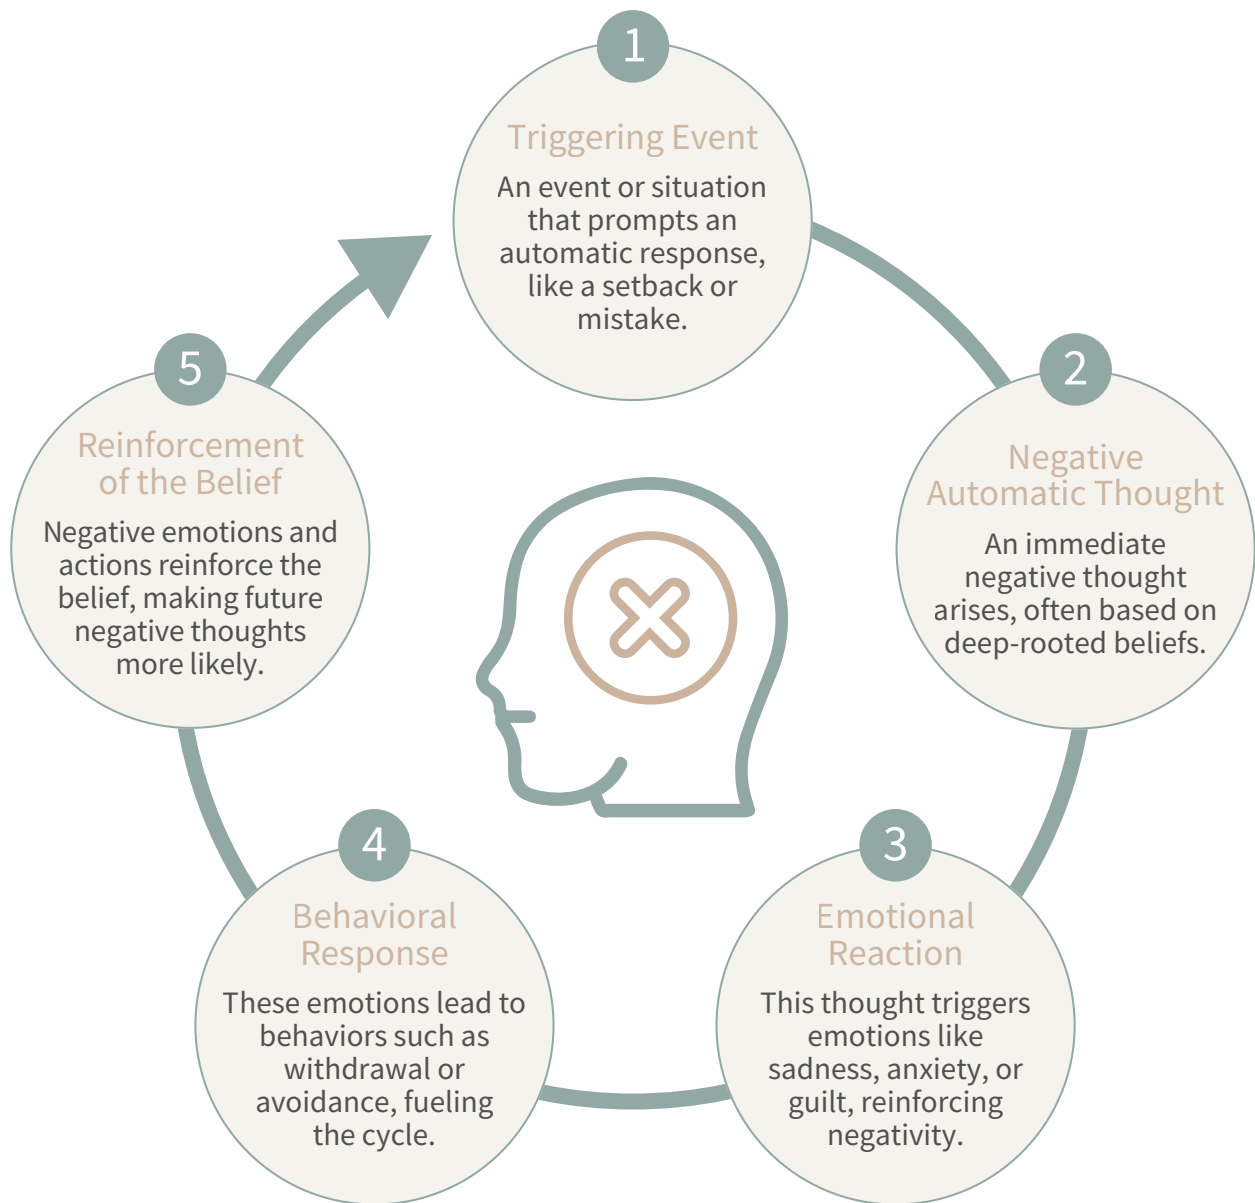 1
Triggering Event
An event or situation
that prompts an
automatic response,
like a setback or
mistake.
2
Negative
Automatic Thought
An immediate
negative thought
arises, often based on
deep-rooted beliefs.
3
Emotional
Reaction
This thought triggers
emotions like
sadness, anxiety, or
guilt, reinforcing
negativity.
4
Behavioral
Response
These emotions lead to
behaviors such as
withdrawal or
avoidance, fueling
the cycle.
5
Reinforcement
of the Belief
Negative emotions and
actions reinforce the
belief, making future
negative thoughts
more likely.